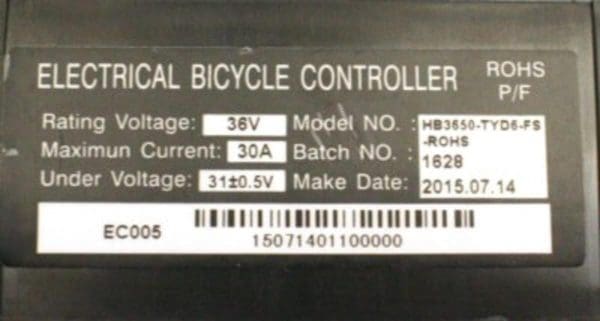 ELECTRICAL BICYCLE CONTROLLER ROHS P/F
Rating Voltage: 36V Model NO. : HB3650-TYD6-FS
-ROHS
Maximun Current: 30A Batch NO. : 1628
Under Voltage: 31±0.5V Make Date: 2015.07.14
EC005
15071401100000